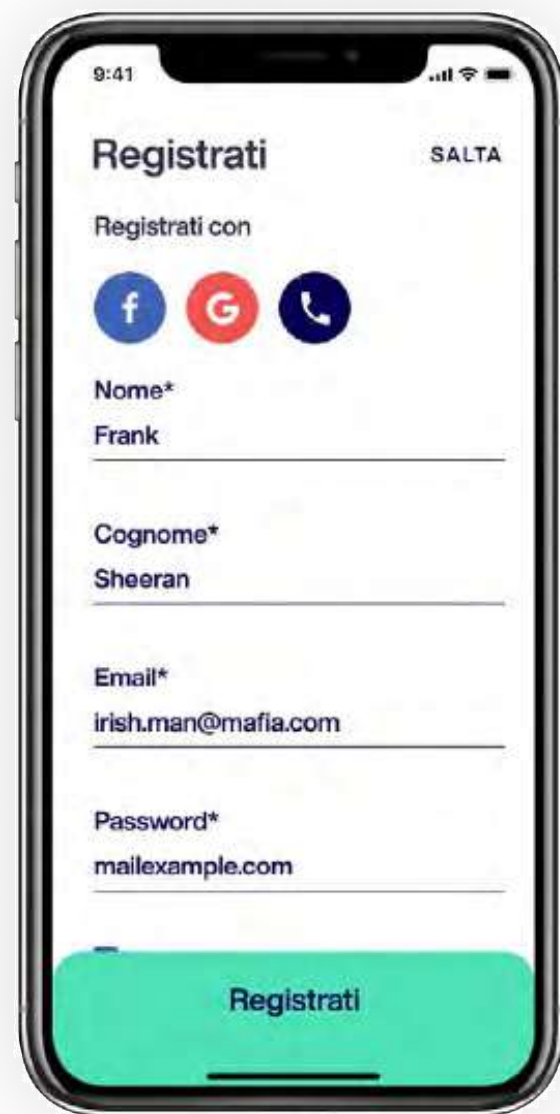 9:41
Registrati SALTA
Registrati con
f G
Nome*
Frank
Cognome*
Sheeran
Email*
irish.man@mafia.com
Password*
mailexample.com
Registrati